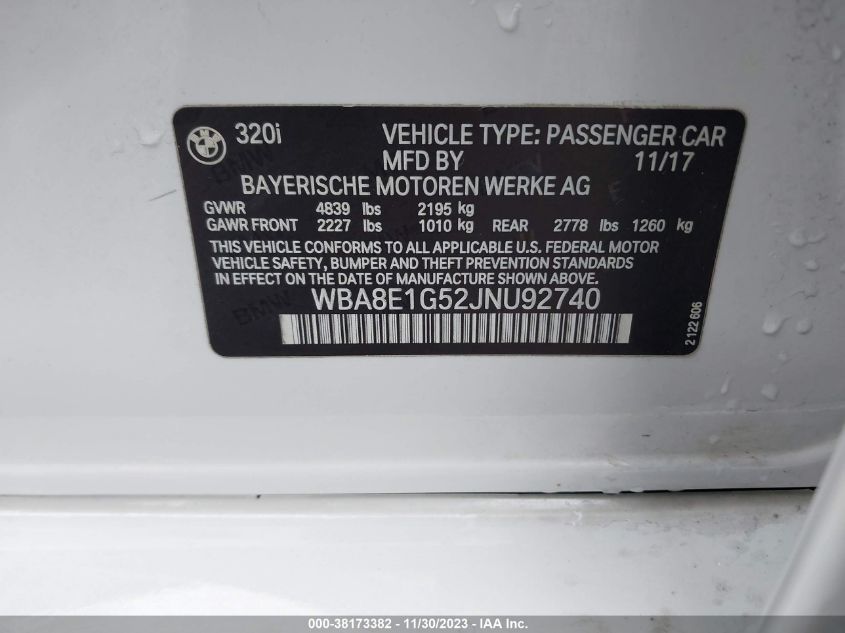 320i VEHICLE TYPE: PASSENGER CAR
MFD BY 11/17
BAYERISCHE MOTOREN WERKE AG
GVWR 4839 lbs 2195 kg
GAWR FRONT 2227 lbs 1010 kg REAR 2778 lbs 1260 kg
THIS VEHICLE CONFORMS TO ALL APPLICABLE U.S. FEDERAL MOTOR
VEHICLE SAFETY, BUMPER AND THEFT PREVENTION STANDARDS
IN EFFECT ON THE DATE OF MANUFACTURE SHOWN ABOVE.
WBA8E1G52JNU92740
2 122 606
BMW
000-38173382 - 11/30/2023 - IAA Inc.